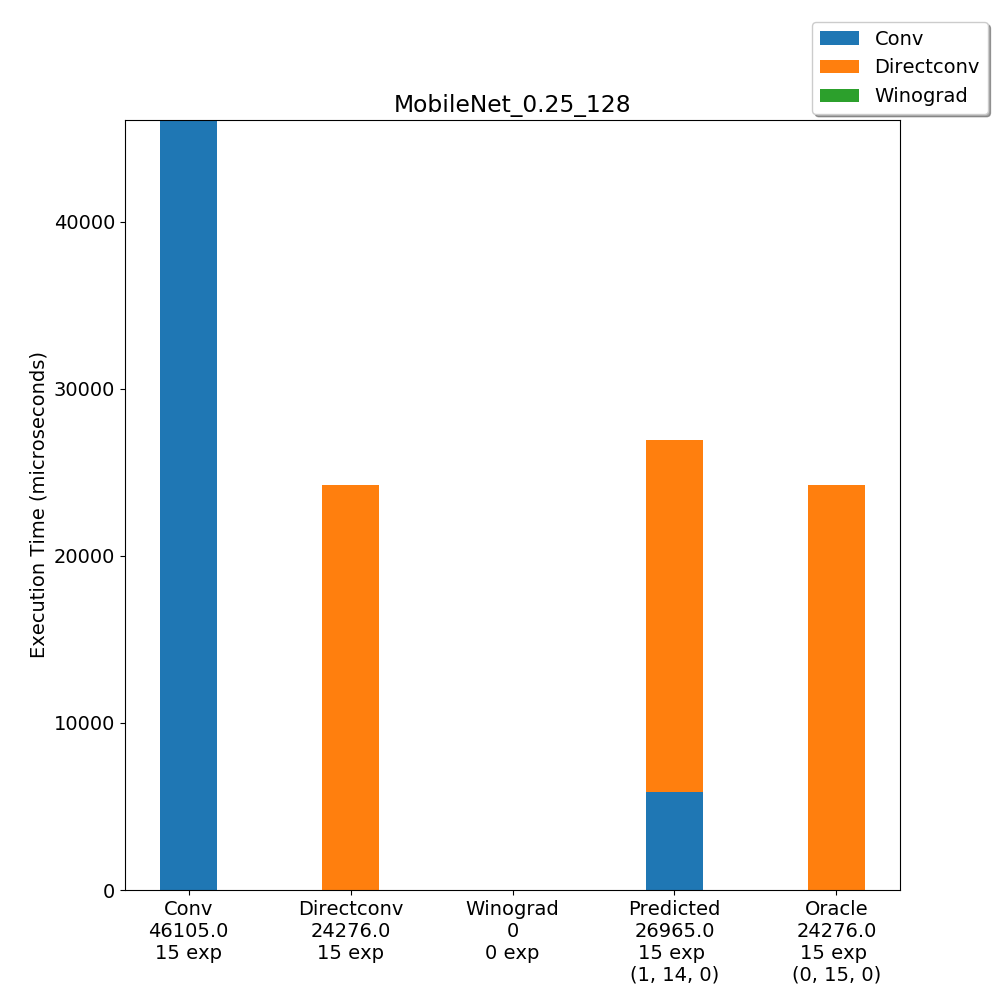 Conv
Directconv
Winograd
MobileNet_0.25_128
Execution Time (microseconds)
40000
30000
20000
10000
0
Conv Directconv Winograd Predicted Oracle
46105.0 24276.0 0 26965.0 24276.0
15 exp 15 exp 0 exp 15 exp 15 exp
(1, 14, 0) (0, 15, 0)